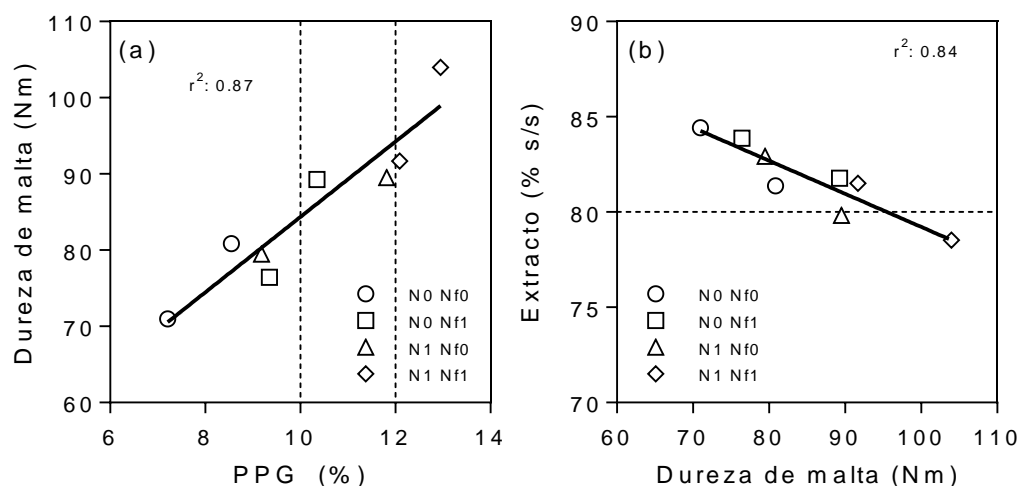 (a)
r2: 0.87
Dureza de malta (Nm)
110
100
90
80
70
60
N0 Nf0
N0 Nf1
N1 Nf0
N1 Nf1
6 8 10 12 14
PPG (%)
(b)
r2: 0.84
Extracto (% s/s)
90
85
80
75
70
N0 Nf0
N0 Nf1
N1 Nf0
N1 Nf1
60 70 80 90 100 110
Dureza de malta (Nm)